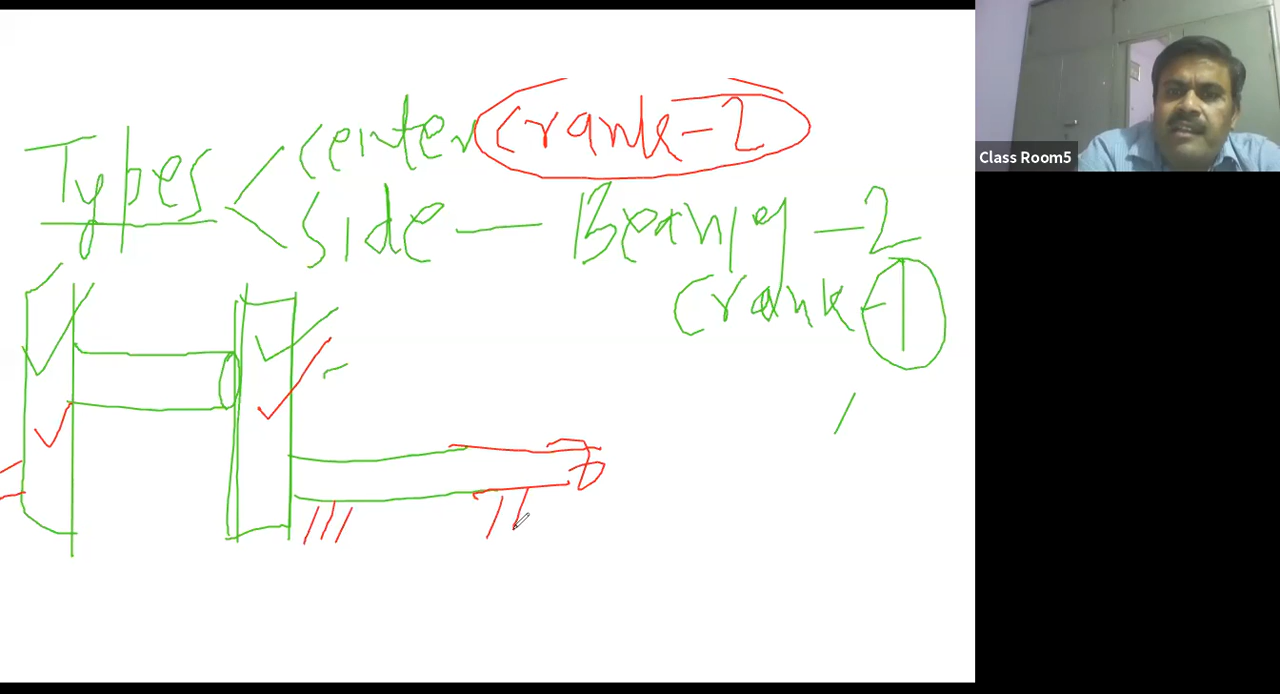 Types
center Crank-2
Side — Bearing -2
Crank-1
Class Room5